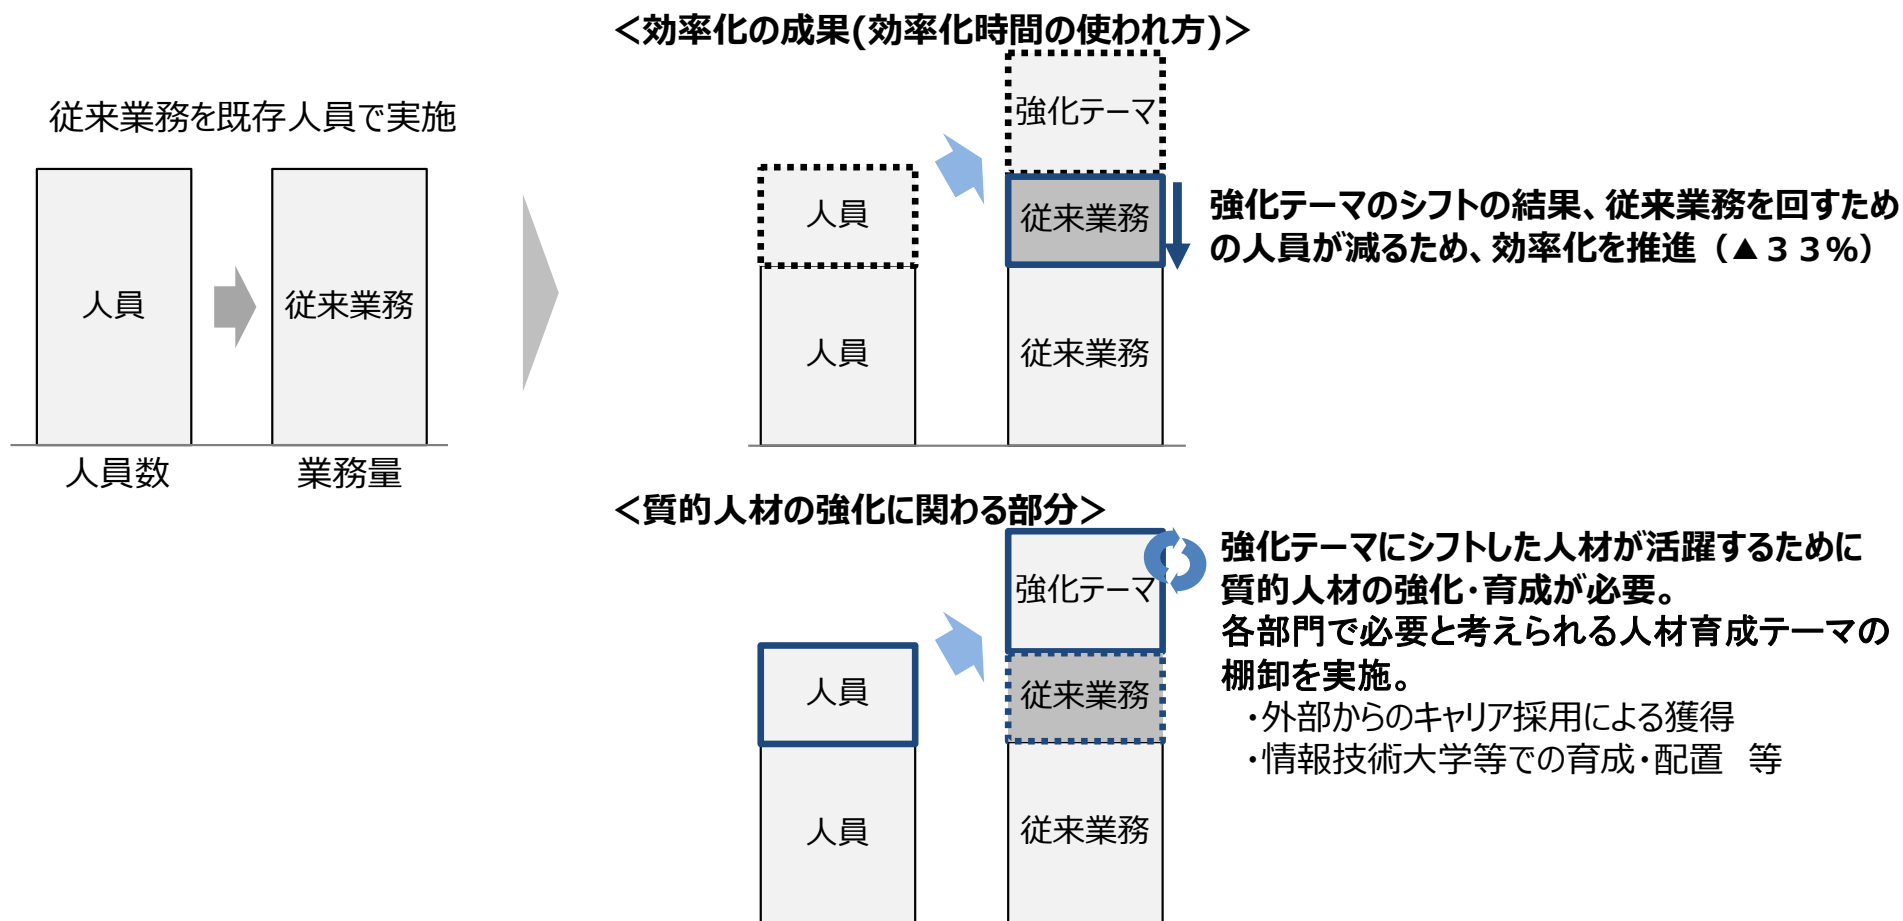 ＜効率化の成果(効率化時間の使われ方)＞
従来業務を既存人員で実施
人員
従来業務
人員数
業務量
強化テーマ
人員
従来業務
人員
従来業務
強化テーマのシフトの結果、従来業務を回すため
の人員が減るため、効率化を推進（▲３３％）
＜質的人材の強化に関わる部分＞
強化テーマ
人員
従来業務
人員
従来業務
強化テーマにシフトした人材が活躍するために
質的人材の強化・育成が必要。
各部門で必要と考えられる人材育成テーマの
棚卸を実施。
・外部からのキャリア採用による獲得
・情報技術大学等での育成・配置　等